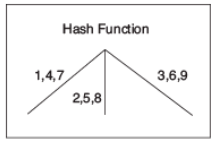 Hash Function
1,4,7
3,6,9
2,5,8